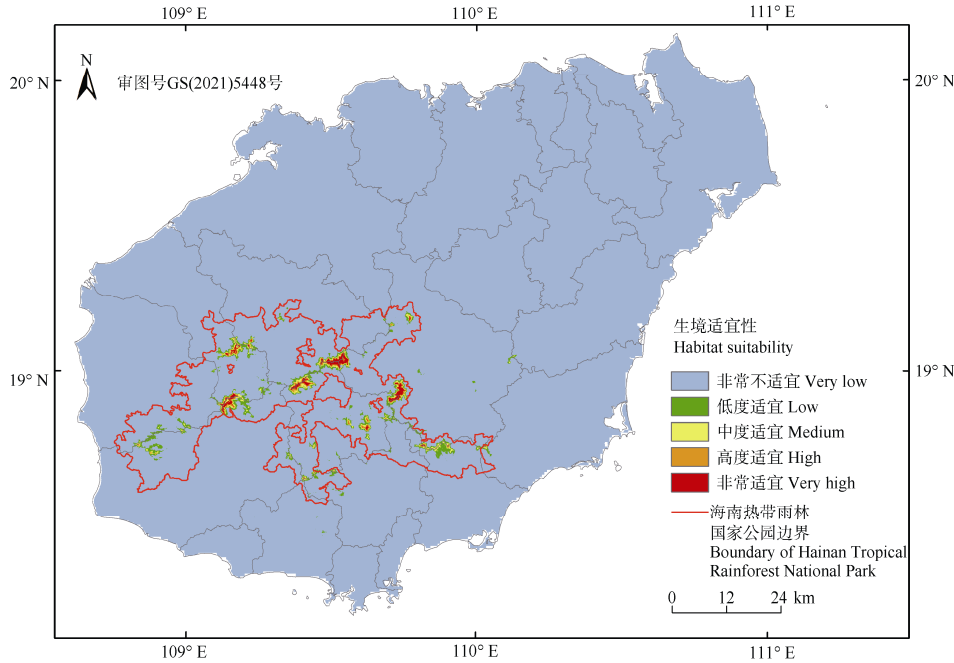 109° E
110° E
111° E
20° N
20° N
N
审图号GS(2021)5448号
19° N
19° N
生境适宜性
Habitat suitability
非常不适宜 Very low
低度适宜 Low
中度适宜 Medium
高度适宜 High
非常适宜 Very high
海南热带雨林
国家公园边界
Boundary of Hainan Tropical
Rainforest National Park
0 12 24 km
109° E
110° E
111° E